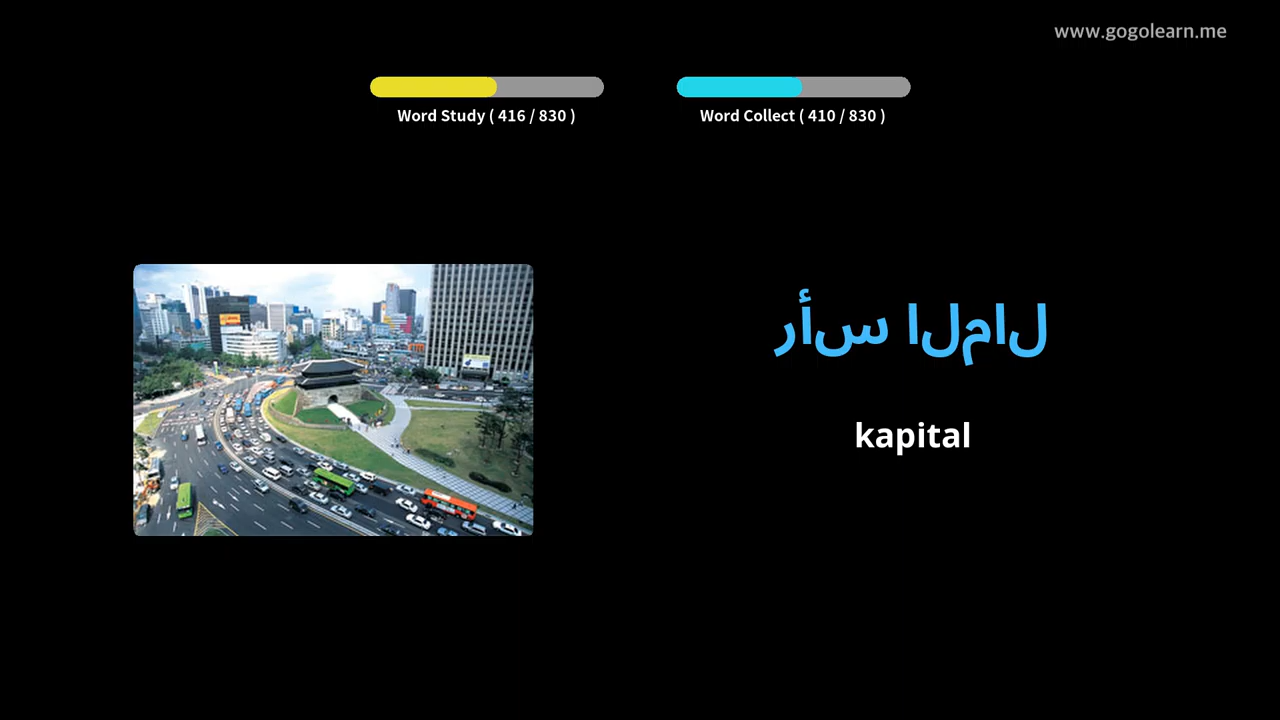 www.gogolearn.me
Word Study ( 416 / 830 )
Word Collect ( 410 / 830 )
رأس المال
kapital